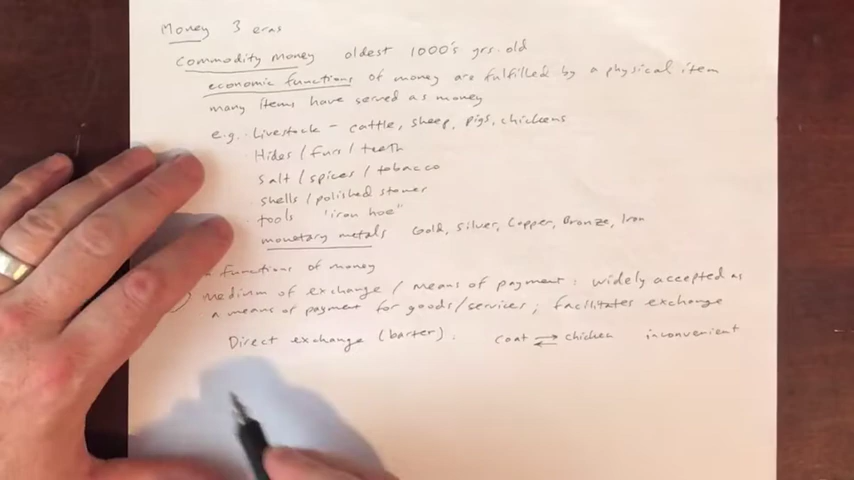 Money 3 eras
Commodity money oldest 1000's yrs. old
economic functions of money are fulfilled by a physical item
many items have served as money
e.g. · Livestock - cattle, sheep, pigs, chickens
· Hides / furs / teeth
· salt / spices / tobacco
· shells / polished stones
· tools "iron hoe"
· monetary metals Gold, Silver, Copper, Bronze, Iron
functions of money
medium of exchange / means of payment : widely accepted as
a means of payment for goods/services ; facilitates exchange
Direct exchange (barter). coat ⇄ chicken inconvenient